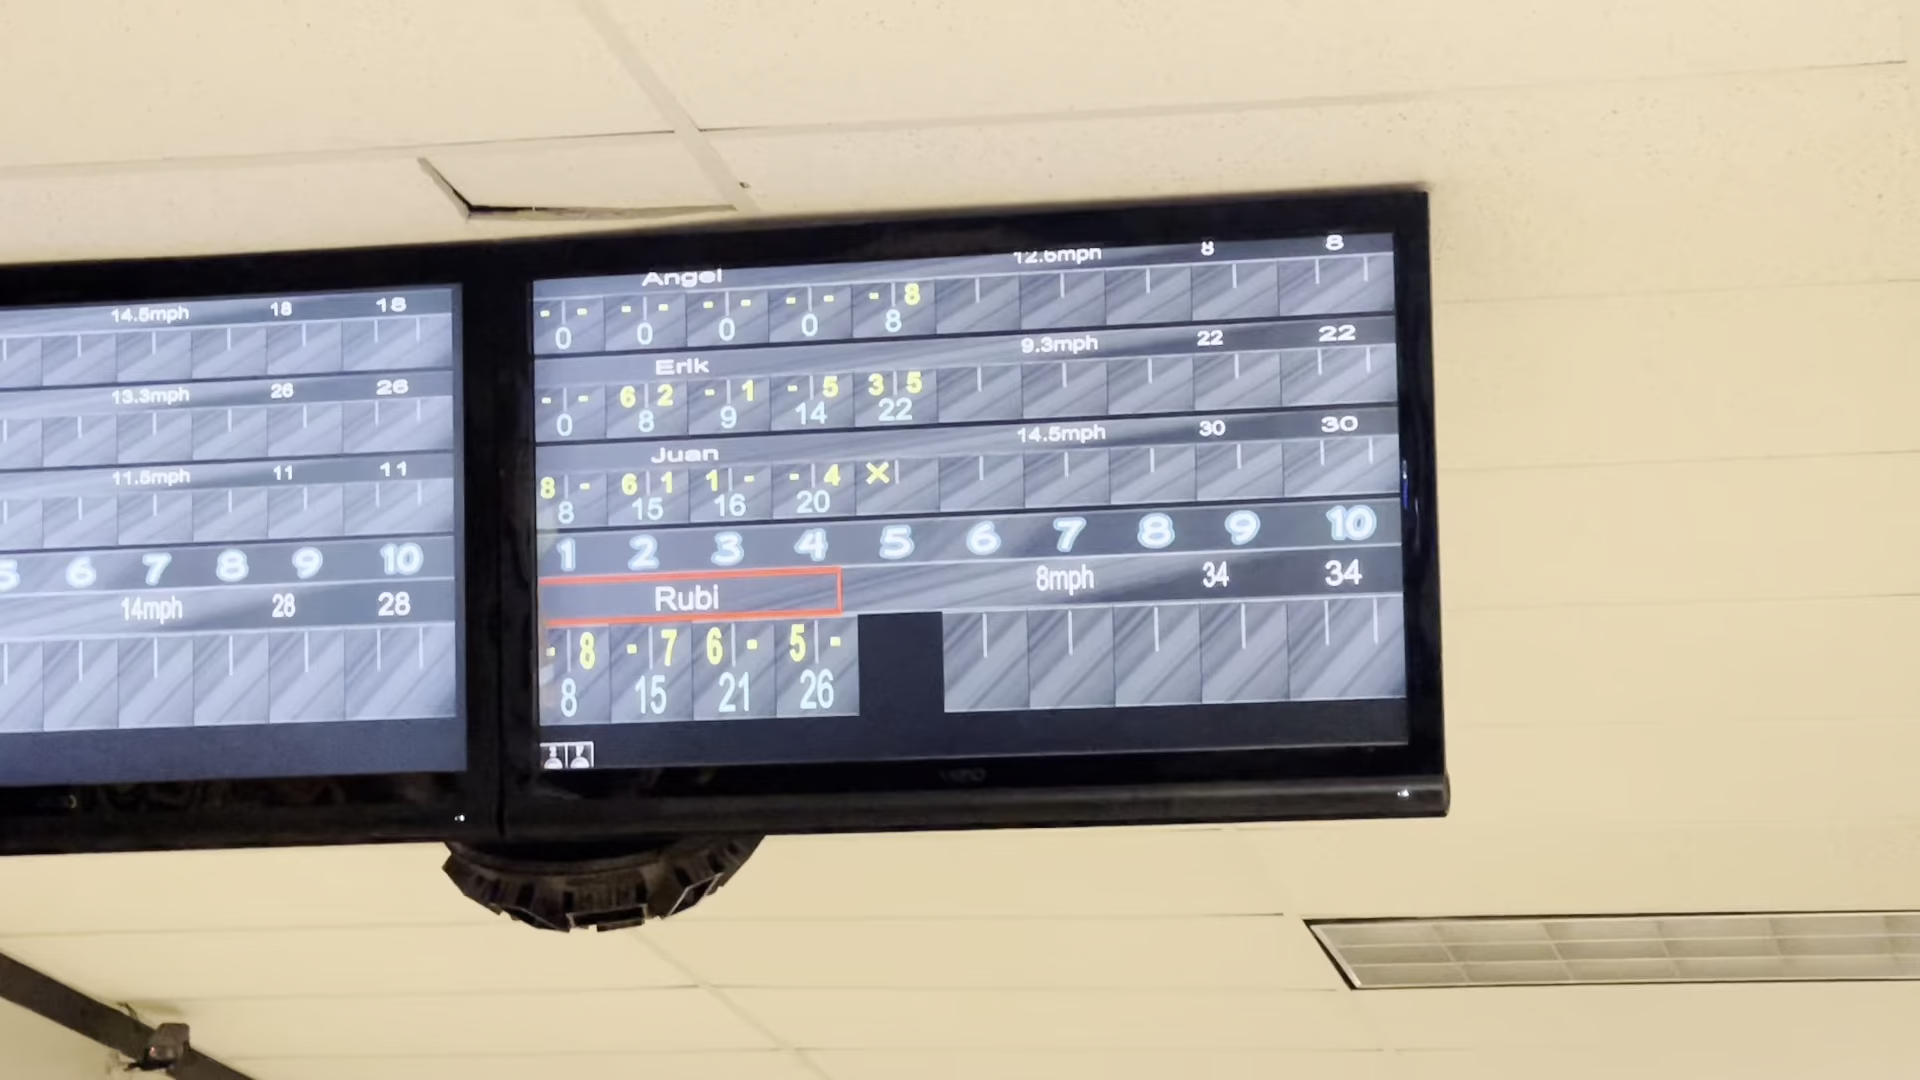 14.5mph 18 18
13.3mph 26 26
11.5mph 11 11
5 6 7 8 9 10
14mph 28 28
Angel 12.6mph 8 8
- - - - - - - - - 8
0 0 0 0 8
Erik 9.3mph 22 22
- - 6 2 - 1 - 5 3 5
0 8 9 14 22
Juan 14.5mph 30 30
8 - 6 1 1 - - 4 X
8 15 16 20
1 2 3 4 5 6 7 8 9 10
Rubi 8mph 34 34
- 8 - 7 6 - 5 -
8 15 21 26